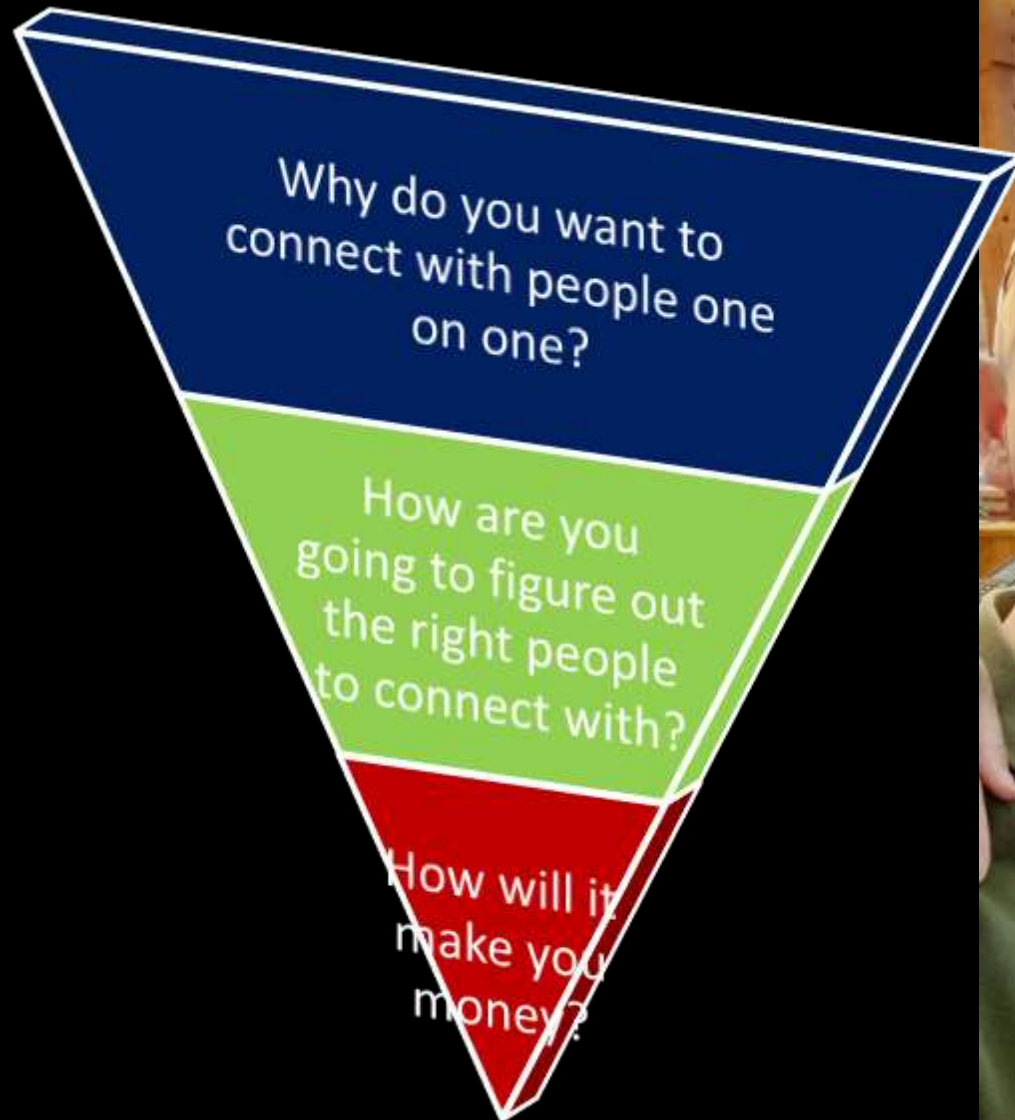 Why do you want to
connect with people one
on one?
How are you
going to figure out
the right people
to connect with?
How will it
make you
money?